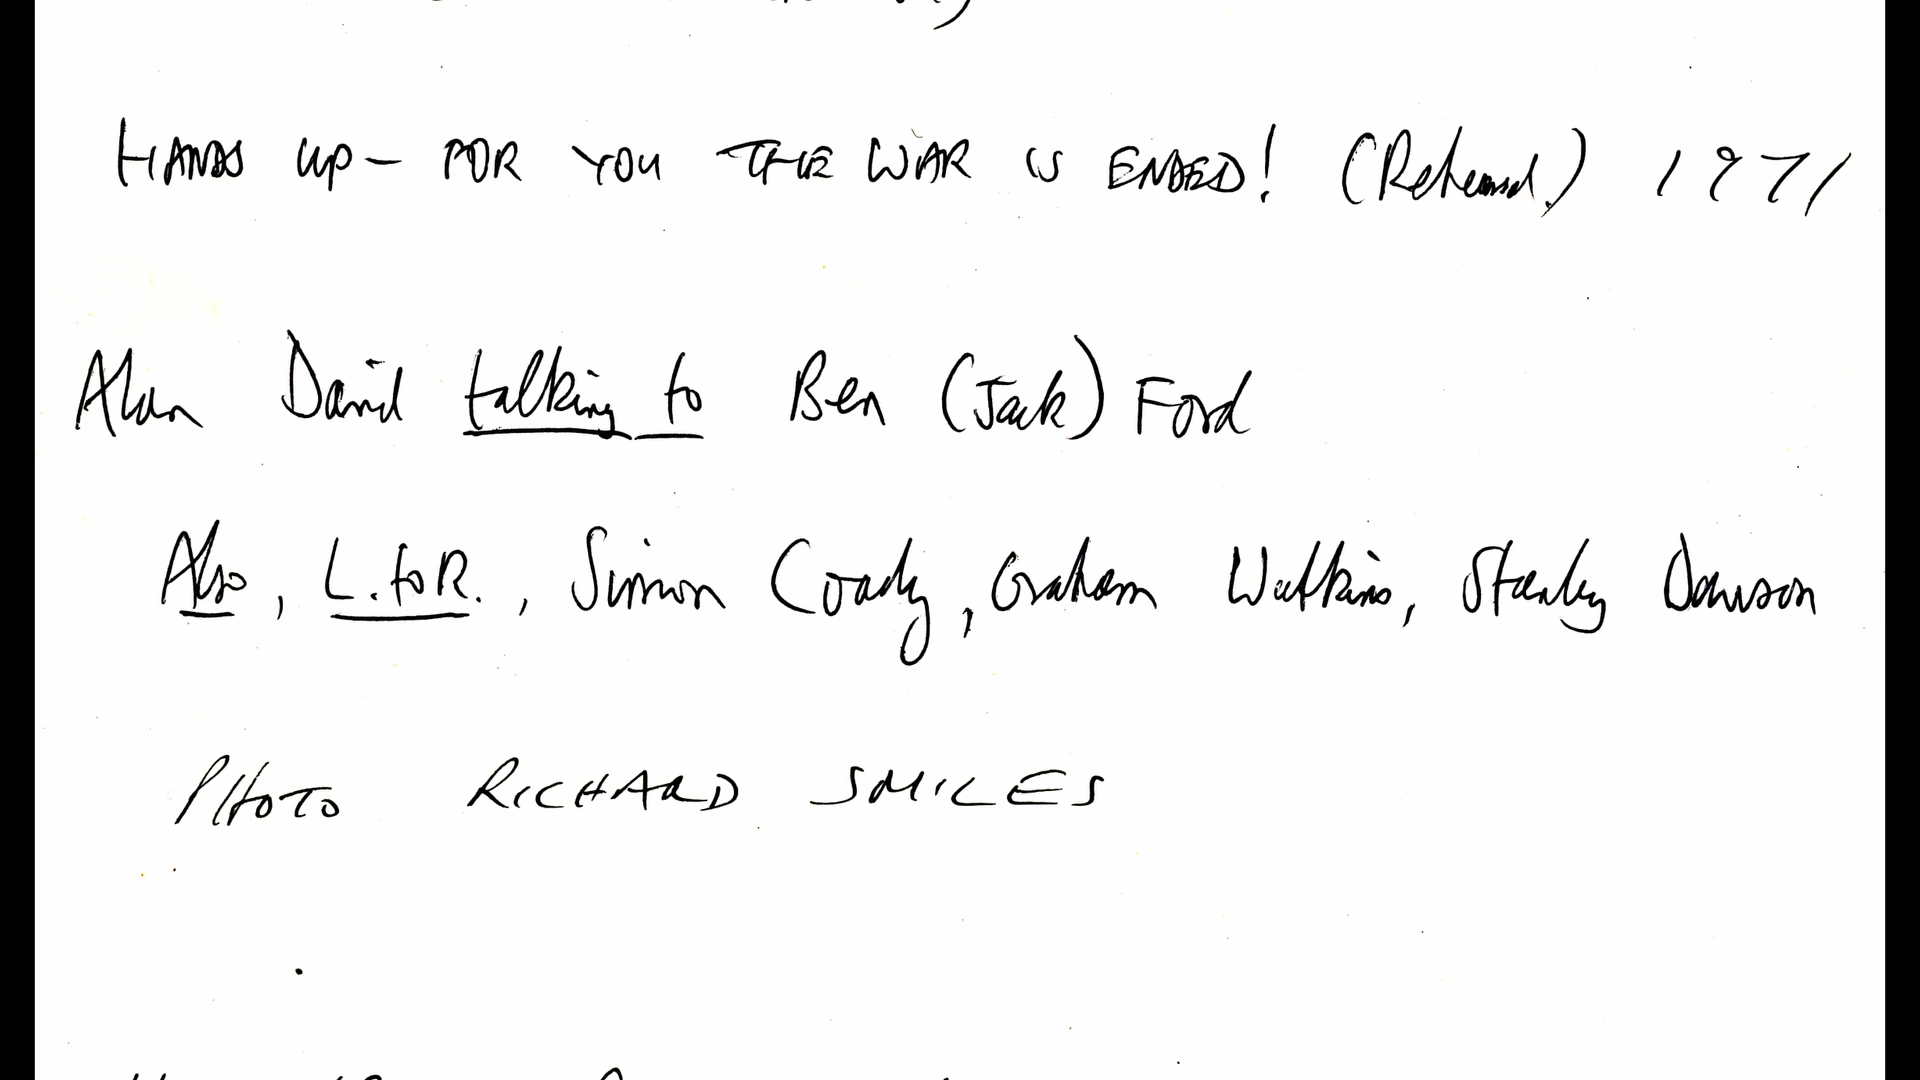 HANDS UP – FOR YOU THE WAR IS ENDED! (Rehearsal.) 1971
Alan David talking to Ben (Jack) Ford
Also, L. to R., Simon Coady, Graham Watkins, Stanley Dawson
PHOTO RICHARD SMILES